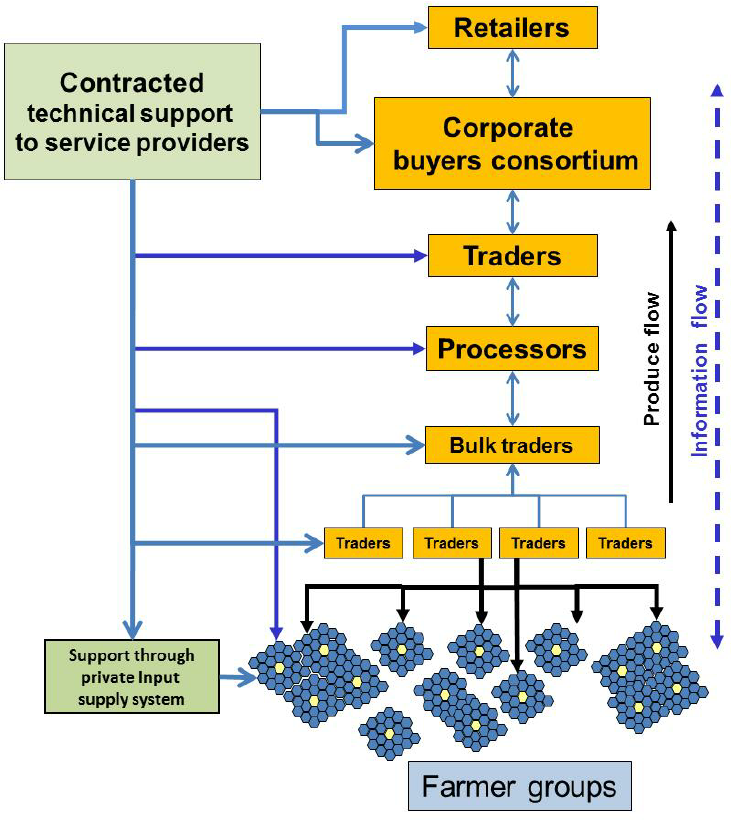 Retailers
Contracted
technical support
to service providers
Corporate
buyers consortium
Traders
Processors
Bulk traders
Traders
Traders
Traders
Traders
Produce flow
Information flow
Support through
private Input
supply system
Farmer groups